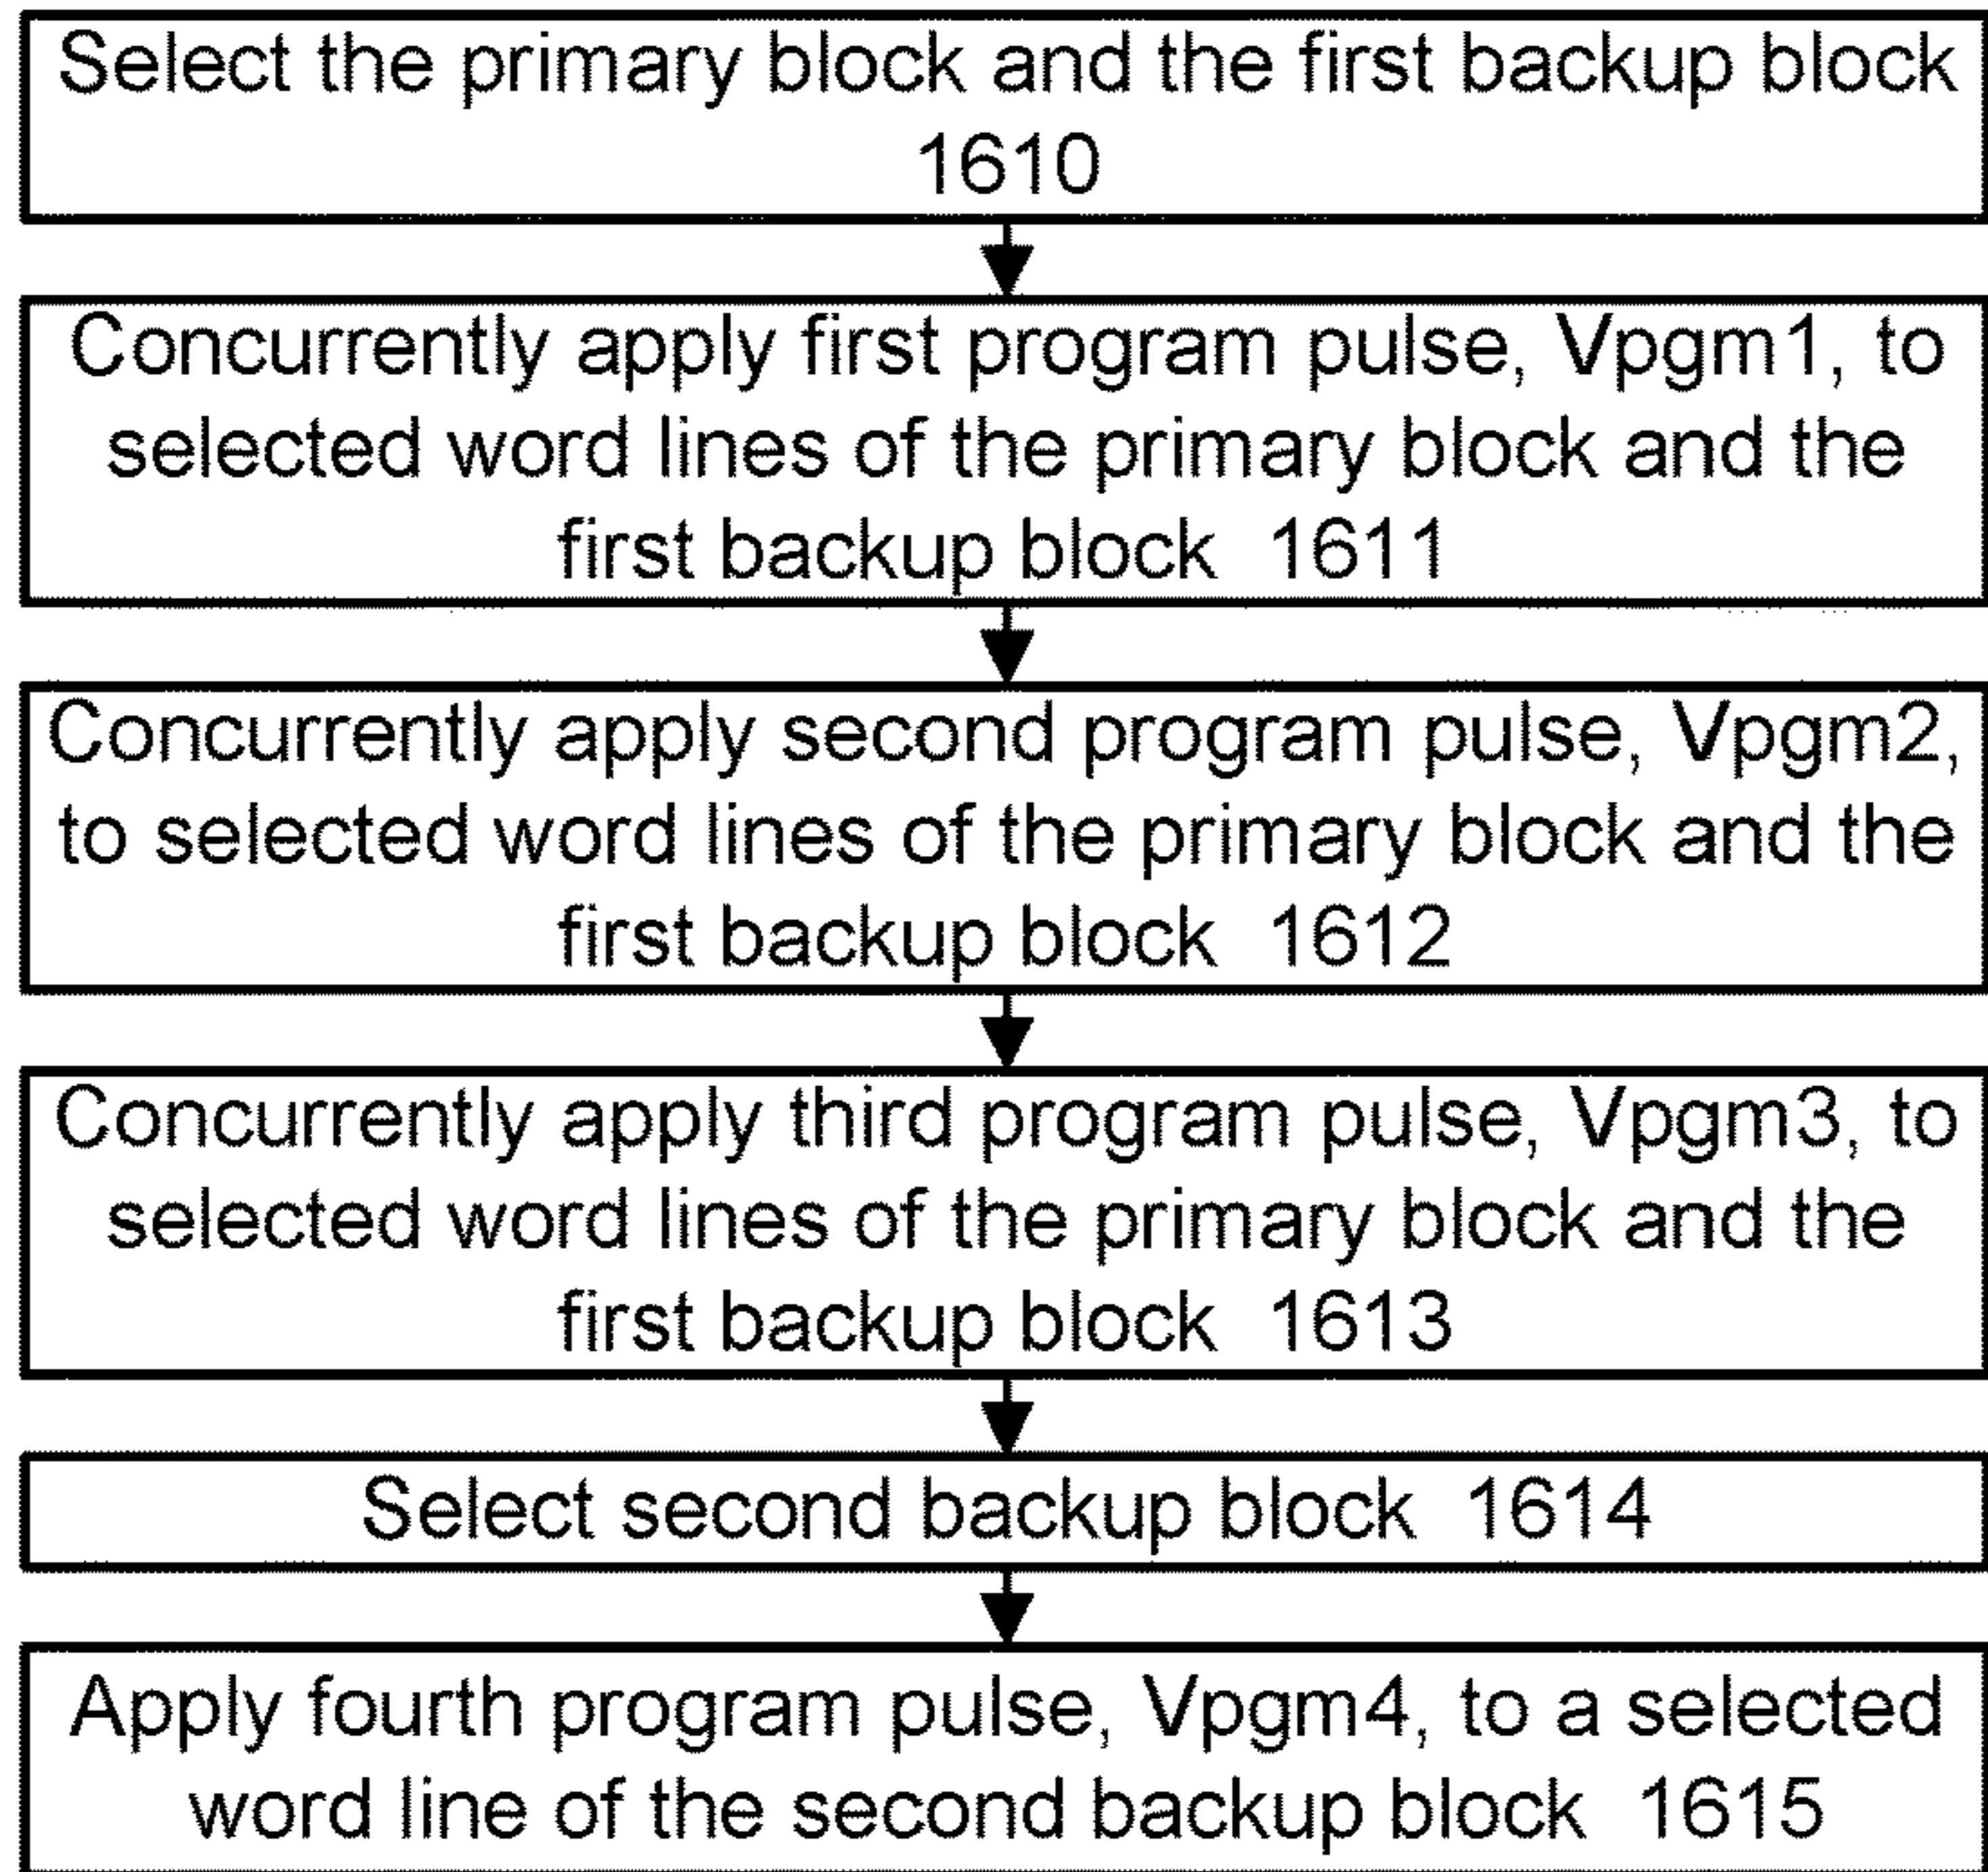 Select the primary block and the first backup block
1610
Concurrently apply first program pulse, Vpgm1, to
selected word lines of the primary block and the
first backup block 1611
Concurrently apply second program pulse, Vpgm2,
to selected word lines of the primary block and the
first backup block 1612
Concurrently apply third program pulse, Vpgm3, to
selected word lines of the primary block and the
first backup block 1613
Select second backup block 1614
Apply fourth program pulse, Vpgm4, to a selected
word line of the second backup block 1615